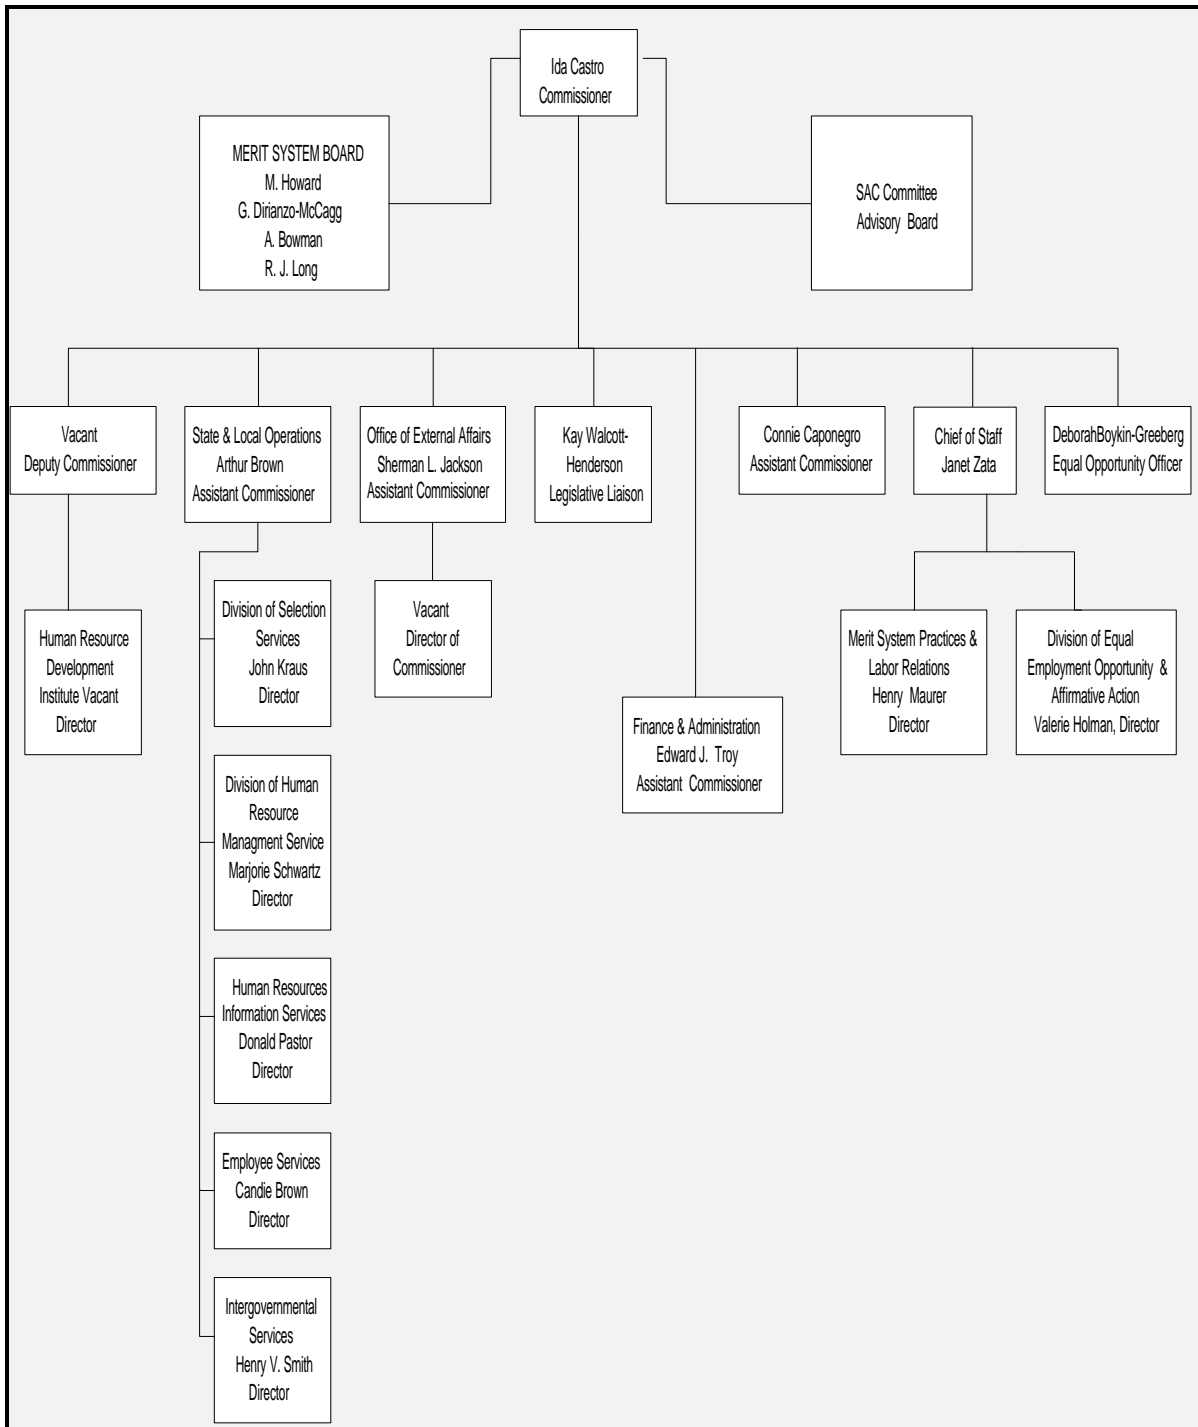 Ida Castro
Commissioner
MERIT SYSTEM BOARD
M. Howard
G. Dirianzo-McCagg
A. Bowman
R. J. Long
SAC Committee
Advisory Board
Vacant
Deputy Commissioner
State & Local Operations
Arthur Brown
Assistant Commissioner
Office of External Affairs
Sherman L. Jackson
Assistant Commissioner
Kay Walcott-
Henderson
Legislative Liaison
Connie Caponegro
Assistant Commissioner
Chief of Staff
Janet Zata
DeborahBoykin-Greeberg
Equal Opportunity Officer
Human Resource
Development
Institute Vacant
Director
Division of Selection
Services
John Kraus
Director
Vacant
Director of
Commissioner
Finance & Administration
Edward J. Troy
Assistant Commissioner
Merit System Practices &
Labor Relations
Henry Maurer
Director
Division of Equal
Employment Opportunity &
Affirmative Action
Valerie Holman, Director
Division of Human
Resource
Managment Service
Marjorie Schwartz
Director
Human Resources
Information Services
Donald Pastor
Director
Employee Services
Candie Brown
Director
Intergovernmental
Services
Henry V. Smith
Director